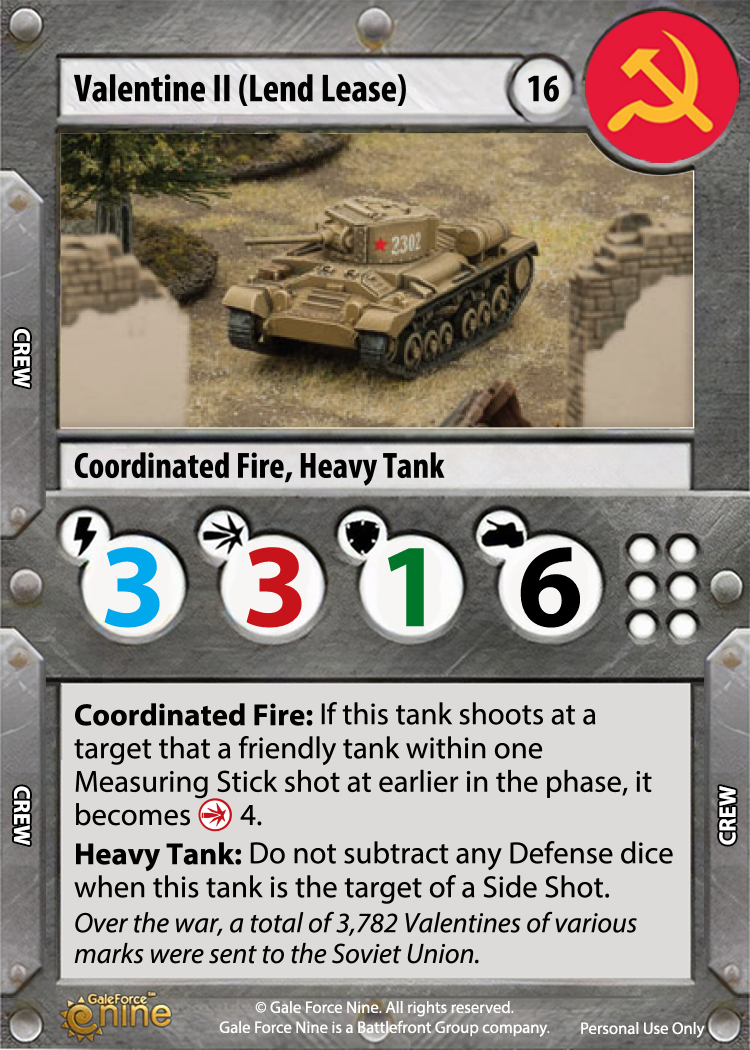 Valentine II (Lend Lease)
16
2302
CREW
Coordinated Fire, Heavy Tank
3 3 1 6
Coordinated Fire: If this tank shoots at a
target that a friendly tank within one
Measuring Stick shot at earlier in the phase, it
becomes 4.
Heavy Tank: Do not subtract any Defense dice
when this tank is the target of a Side Shot.
Over the war, a total of 3,782 Valentines of various
marks were sent to the Soviet Union.
CREW
CREW
GaleForce™
nine
© Gale Force Nine. All rights reserved.
Gale Force Nine is a Battlefront Group company.
Personal Use Only